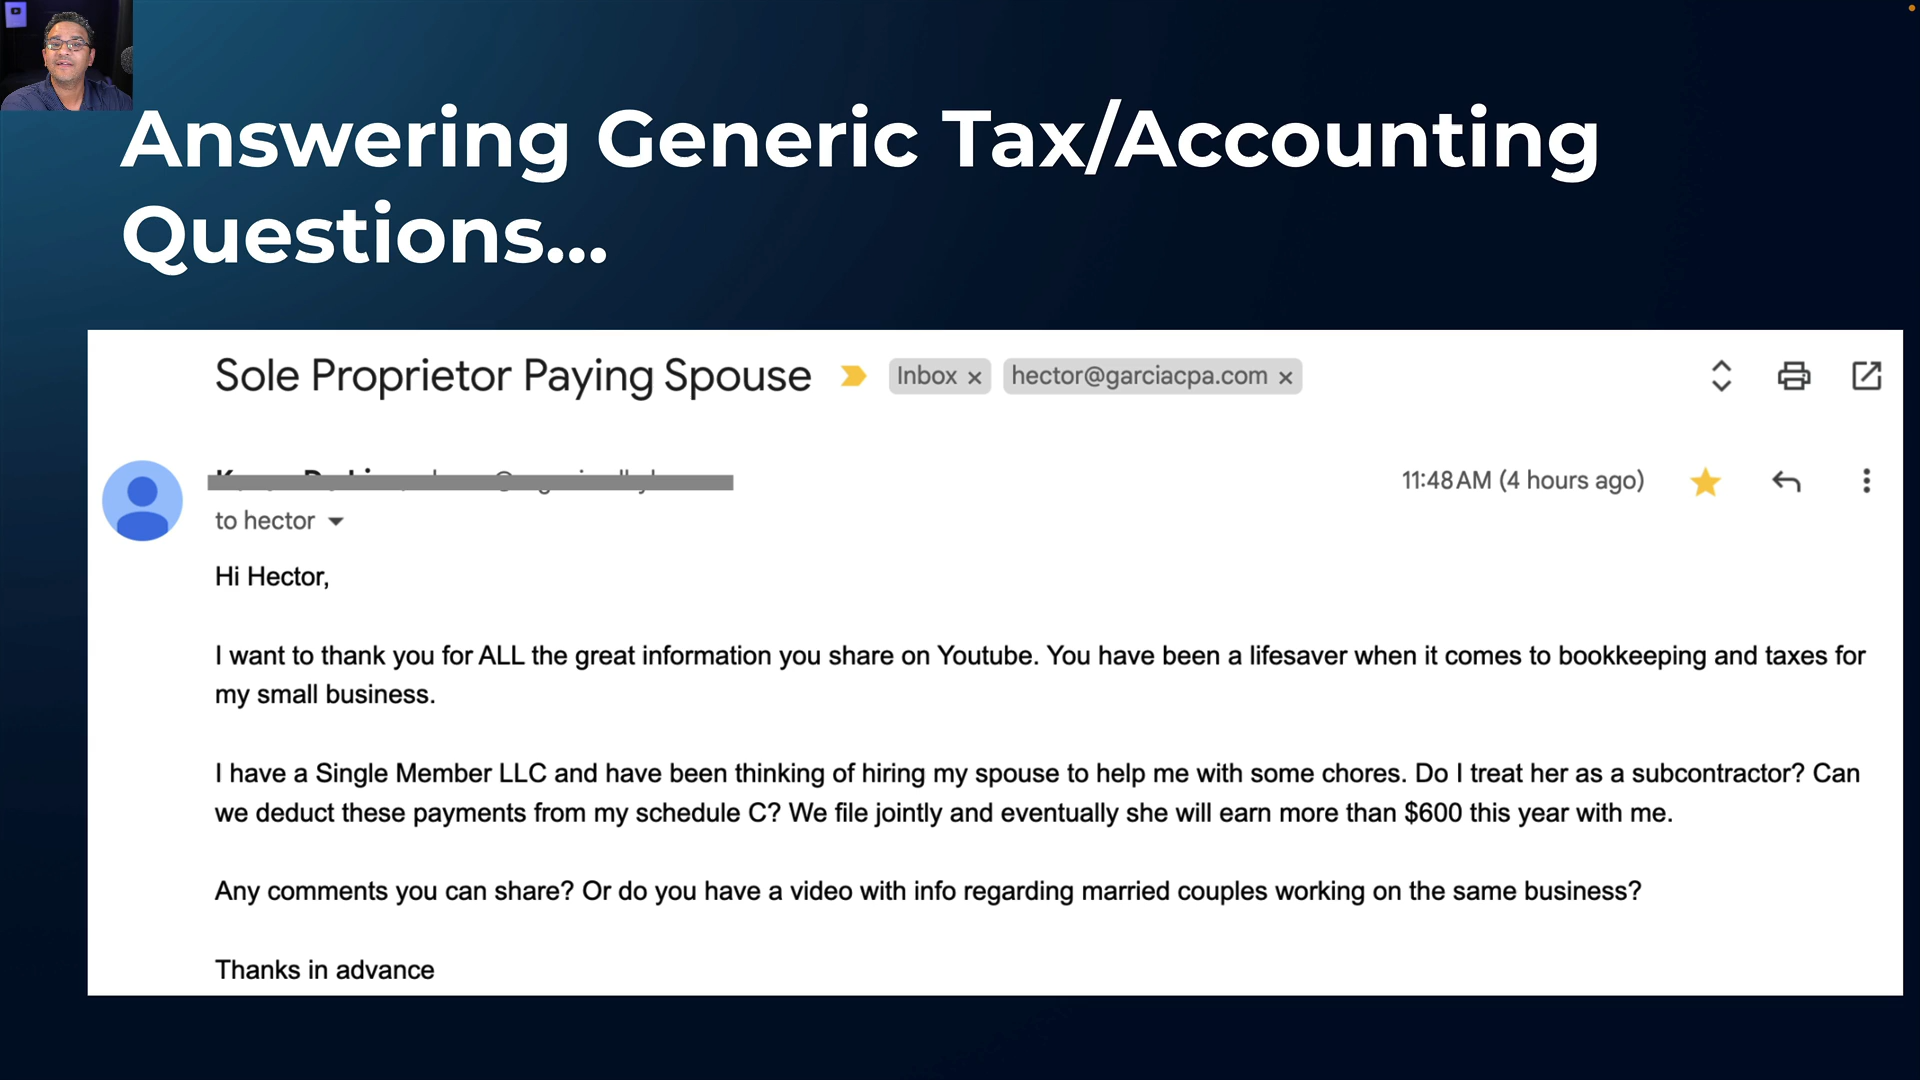 Answering Generic Tax/Accounting
Questions...
Sole Proprietor Paying Spouse Inbox x hector@garciacpa.com x
11:48 AM (4 hours ago)
to hector
Hi Hector,
I want to thank you for ALL the great information you share on Youtube. You have been a lifesaver when it comes to bookkeeping and taxes for
my small business.
I have a Single Member LLC and have been thinking of hiring my spouse to help me with some chores. Do I treat her as a subcontractor? Can
we deduct these payments from my schedule C? We file jointly and eventually she will earn more than $600 this year with me.
Any comments you can share? Or do you have a video with info regarding married couples working on the same business?
Thanks in advance